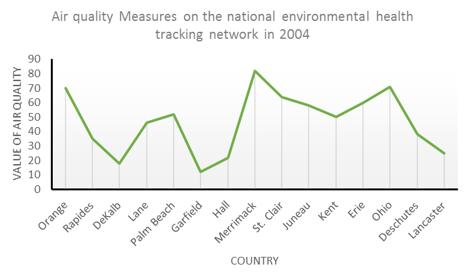 Air quality Measures on the national environmental health
tracking network in 2004
VALUE OF AIR QUALITY
90
80
70
60
50
40
30
20
10
0
Orange
Rapides
DeKalb
Lane
Palm Beach
Garfield
Hall
Merrimack
St. Clair
Juneau
Kent
Erie
Ohio
Deschutes
Lancaster
COUNTRY